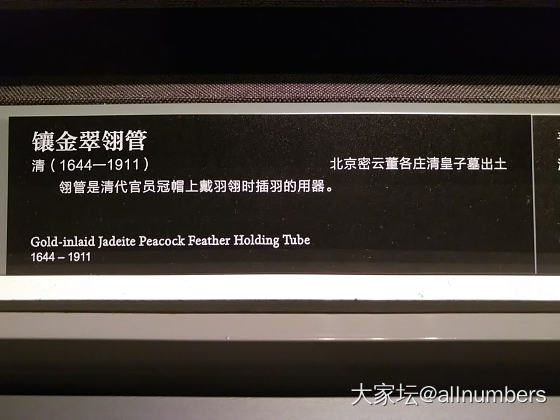 镶金翠翎管
清（1644—1911） 北京密云董各庄清皇子墓出土
翎管是清代官员冠帽上戴羽翎时插羽的用器。
Gold-inlaid Jadeite Peacock Feather Holding Tube
1644 – 1911
大家坛@allnumbers